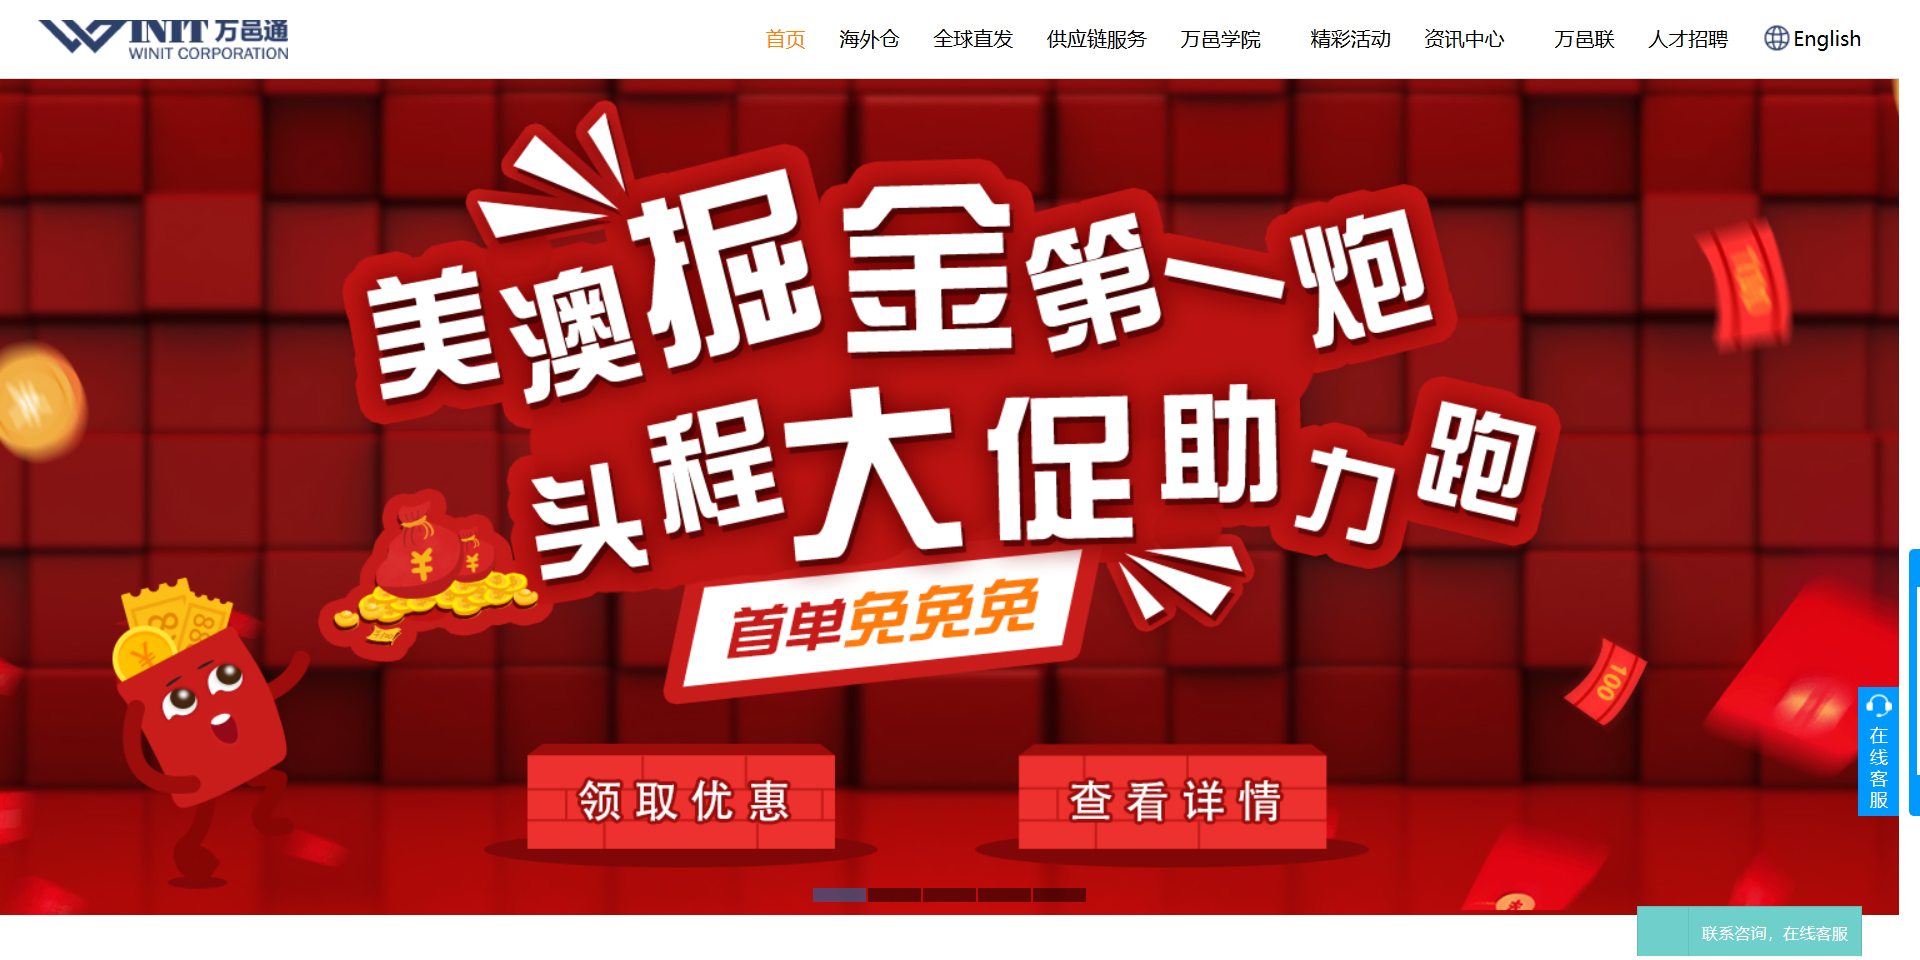 WINIT 万邑通
WINIT CORPORATION
首页 海外仓 全球直发 供应链服务 万邑学院 精彩活动 资讯中心 万邑联 人才招聘 English
美澳掘金第一炮
头程大促助力跑
首单免免免
100
领取优惠 查看详情
在线客服
联系咨询，在线客服